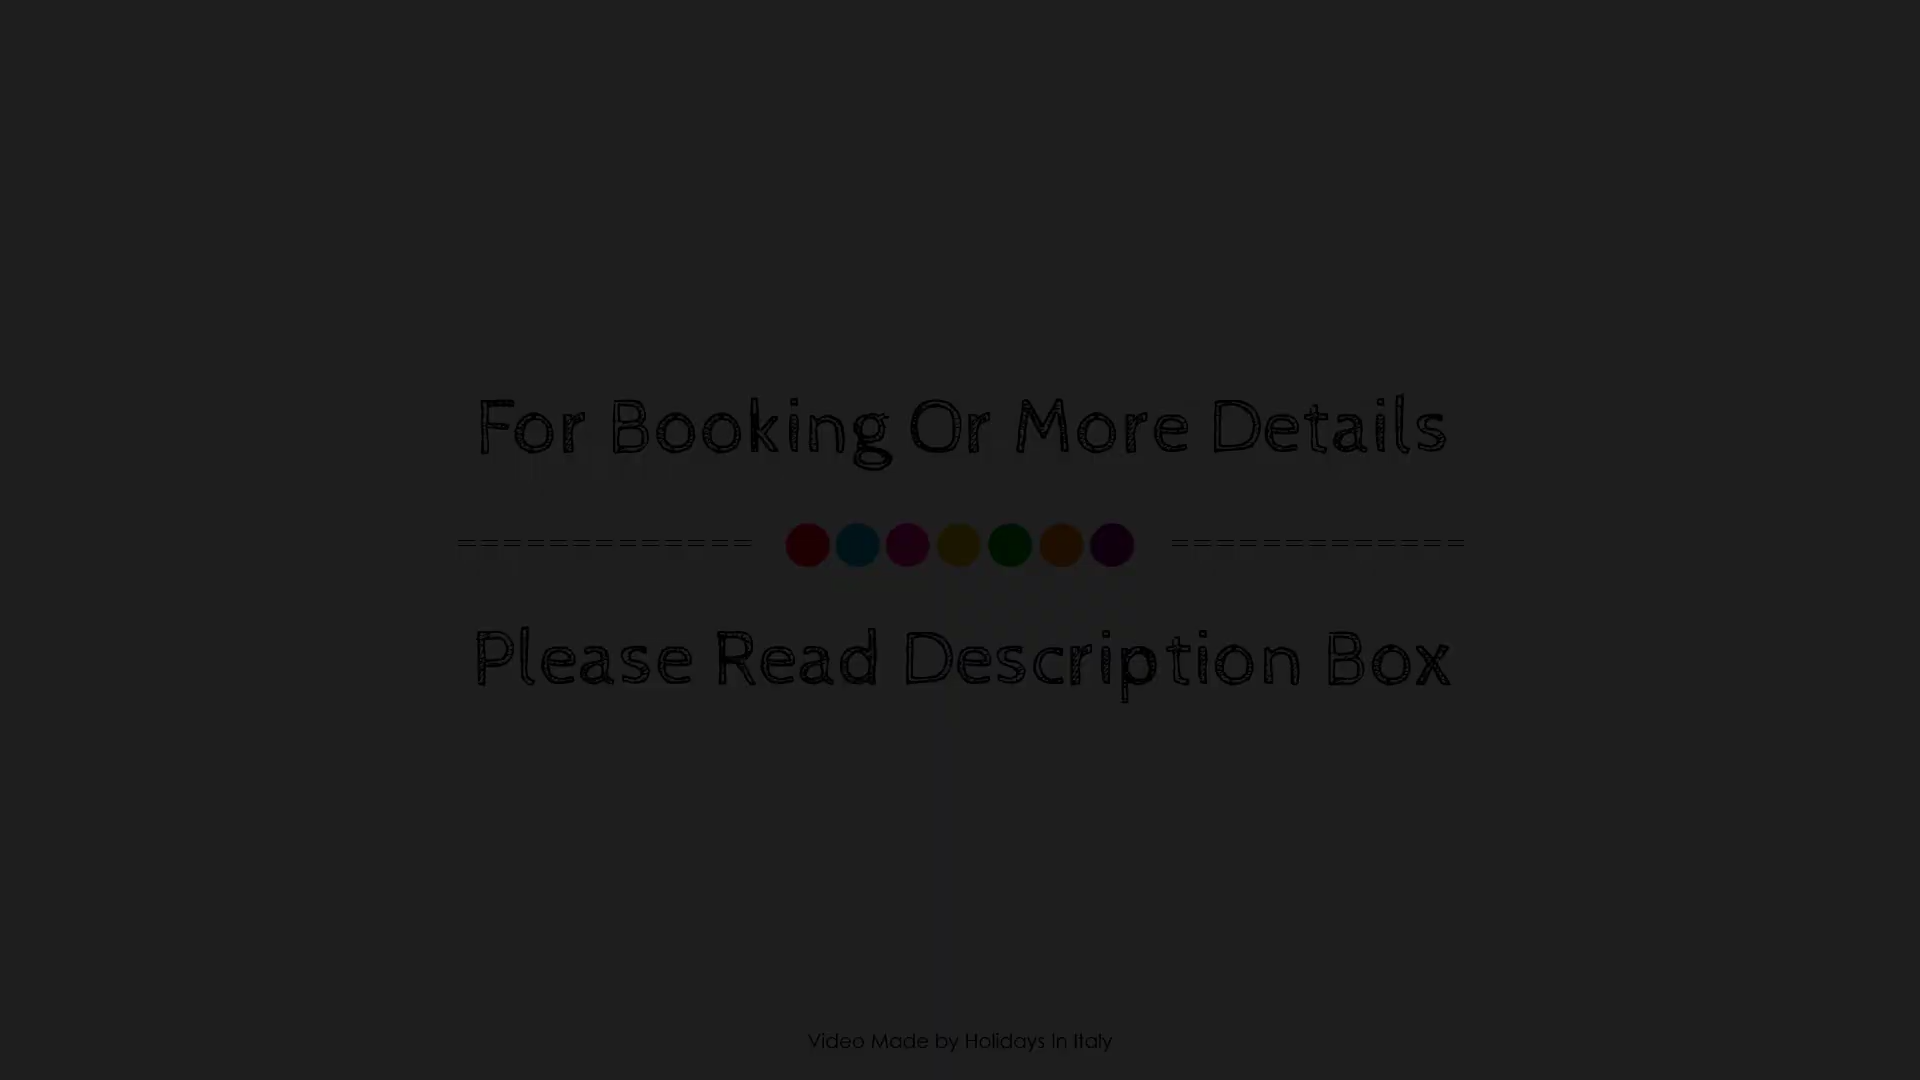 For Booking Or More Details
============= =============
Please Read Description Box
Video Made by Holidays In Italy